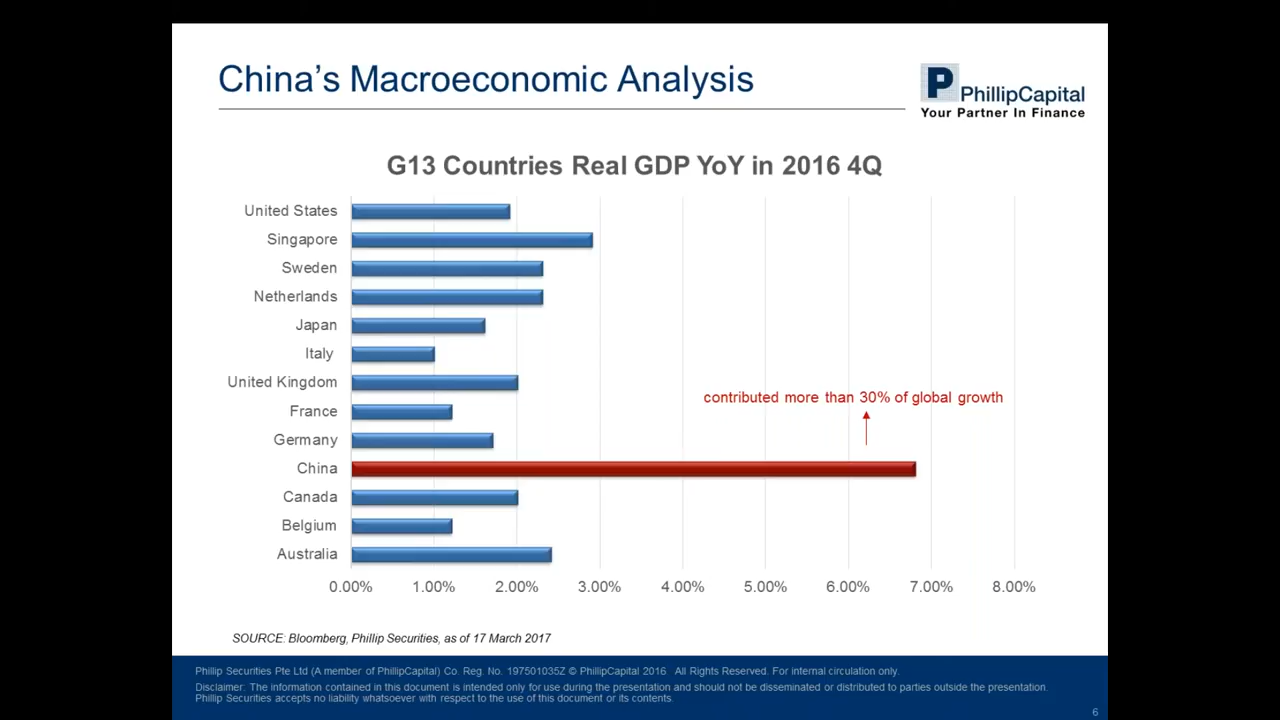 China's Macroeconomic Analysis
P PhillipCapital
Your Partner In Finance
G13 Countries Real GDP YoY in 2016 4Q
United States
Singapore
Sweden
Netherlands
Japan
Italy
United Kingdom
contributed more than 30% of global growth
France
Germany
China
Canada
Belgium
Australia
0.00% 1.00% 2.00% 3.00% 4.00% 5.00% 6.00% 7.00% 8.00%
SOURCE: Bloomberg, Phillip Securities, as of 17 March 2017
Phillip Securities Pte Ltd (A member of PhillipCapital) Co. Reg. No. 197501035Z © PhillipCapital 2016. All Rights Reserved. For internal circulation only.
Disclaimer: The information contained in this document is intended only for use during the presentation and should not be disseminated or distributed to parties outside the presentation.
Phillip Securities accepts no liability whatsoever with respect to the use of this document or its contents.
6